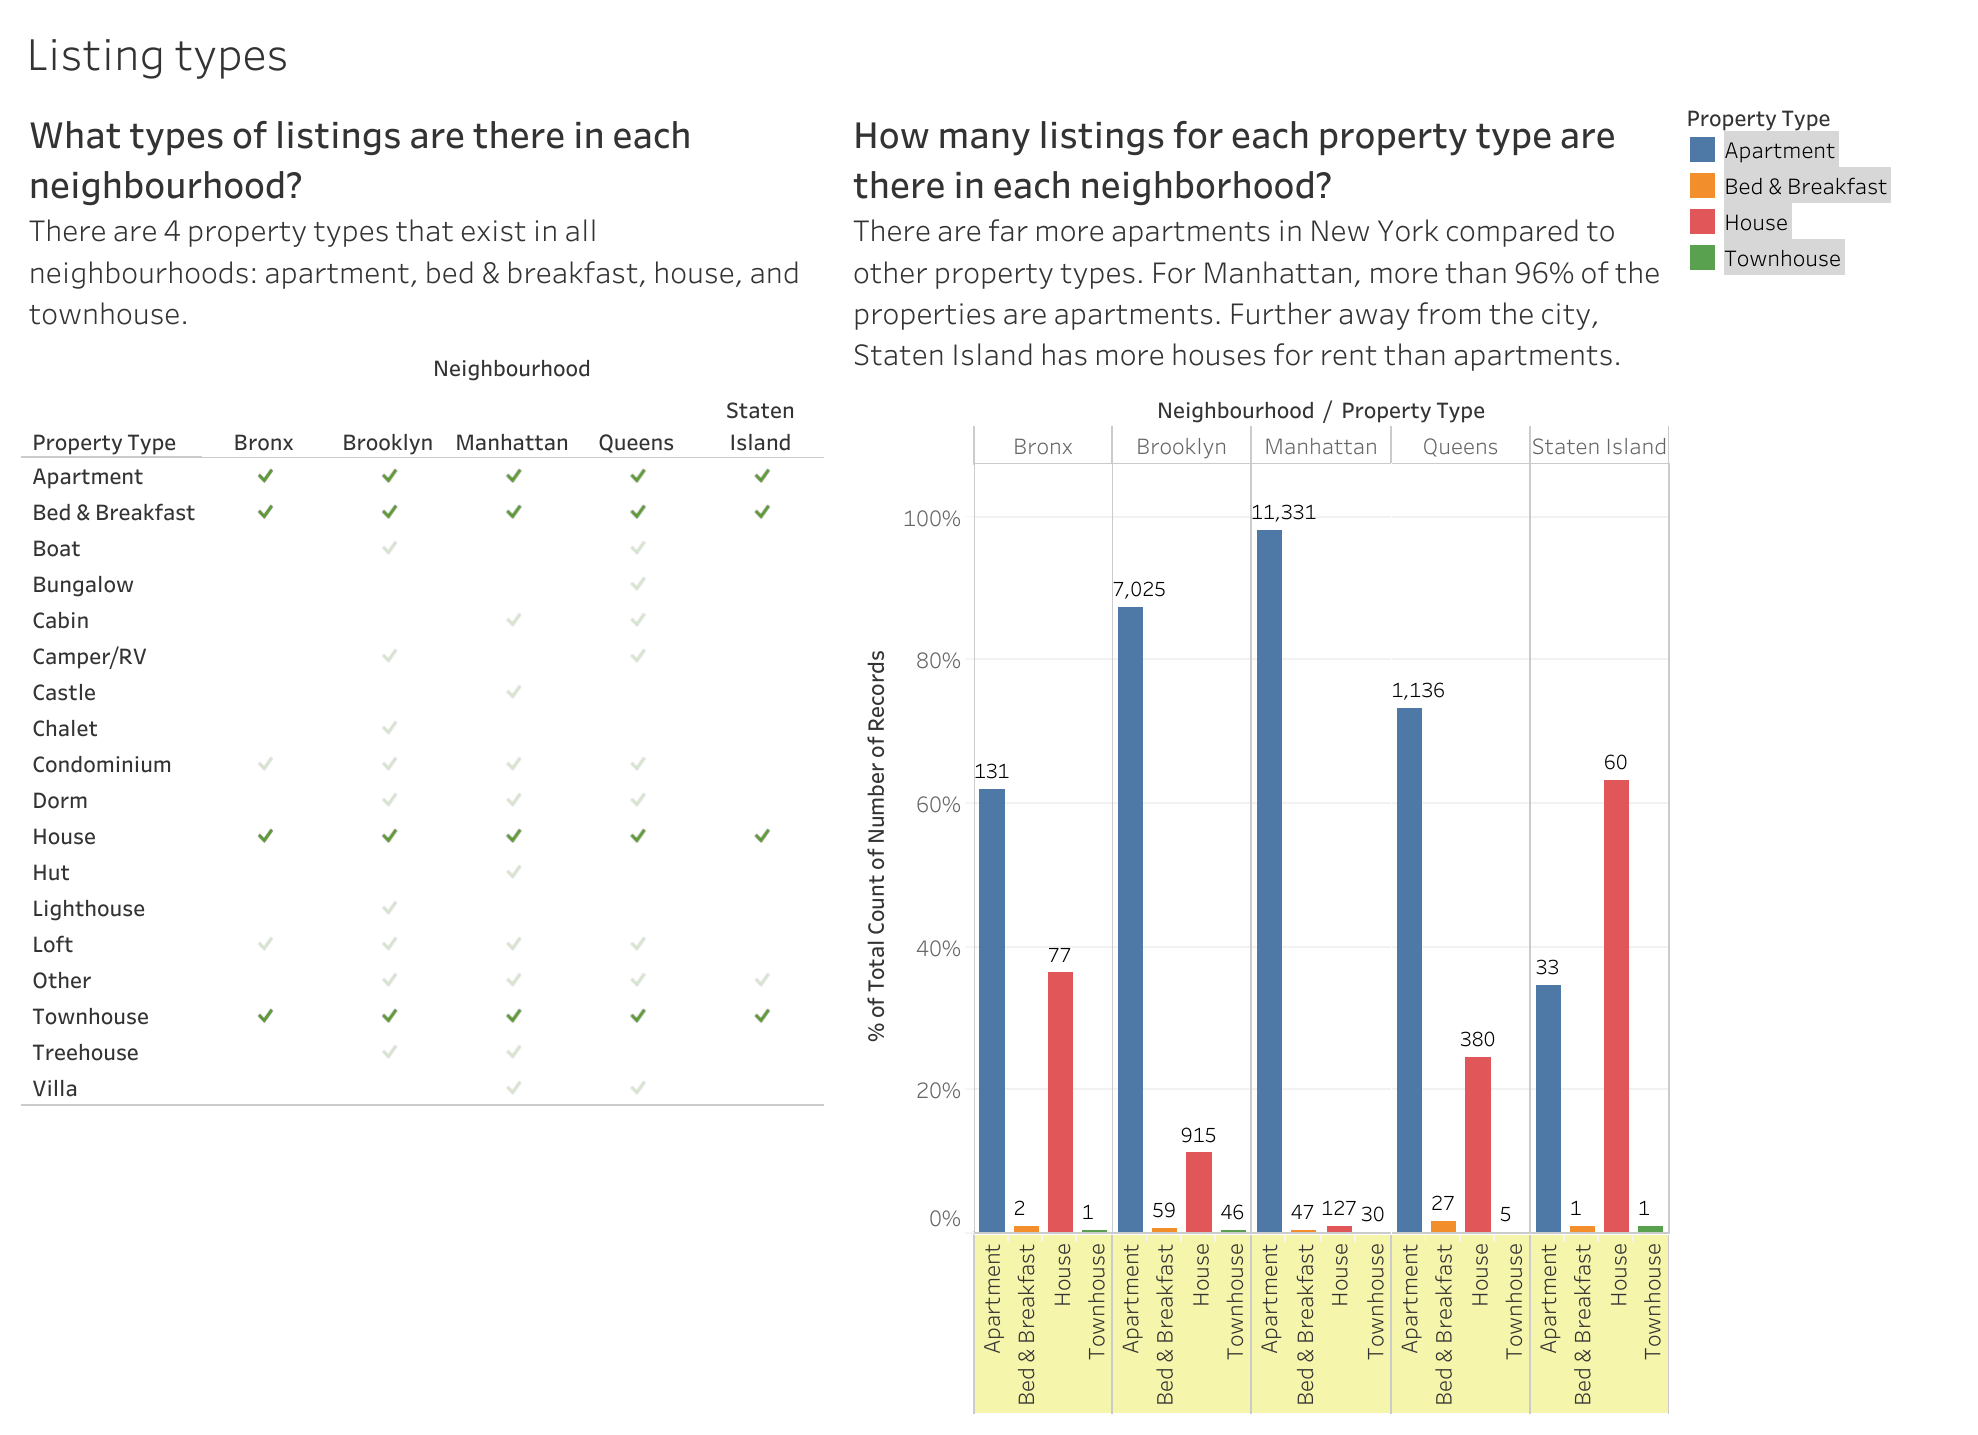 Listing types
What types of listings are there in each
neighbourhood?
There are 4 property types that exist in all
neighbourhoods: apartment, bed & breakfast, house, and
townhouse.
Neighbourhood
Property Type Bronx Brooklyn Manhattan Queens Staten Island
Apartment
Bed & Breakfast
Boat
Bungalow
Cabin
Camper/RV
Castle
Chalet
Condominium
Dorm
House
Hut
Lighthouse
Loft
Other
Townhouse
Treehouse
Villa
How many listings for each property type are
there in each neighborhood?
There are far more apartments in New York compared to
other property types. For Manhattan, more than 96% of the
properties are apartments. Further away from the city,
Staten Island has more houses for rent than apartments.
Neighbourhood / Property Type
Bronx Brooklyn Manhattan Queens Staten Island
% of Total Count of Number of Records
100%
80%
60%
40%
20%
0%
131 2 77 1
7,025 59 915 46
11,331 47 127 30
1,136 27 380 5
33 1 60 1
Apartment Bed & Breakfast House Townhouse
Apartment Bed & Breakfast House Townhouse
Apartment Bed & Breakfast House Townhouse
Apartment Bed & Breakfast House Townhouse
Apartment Bed & Breakfast House Townhouse
Property Type
Apartment
Bed & Breakfast
House
Townhouse